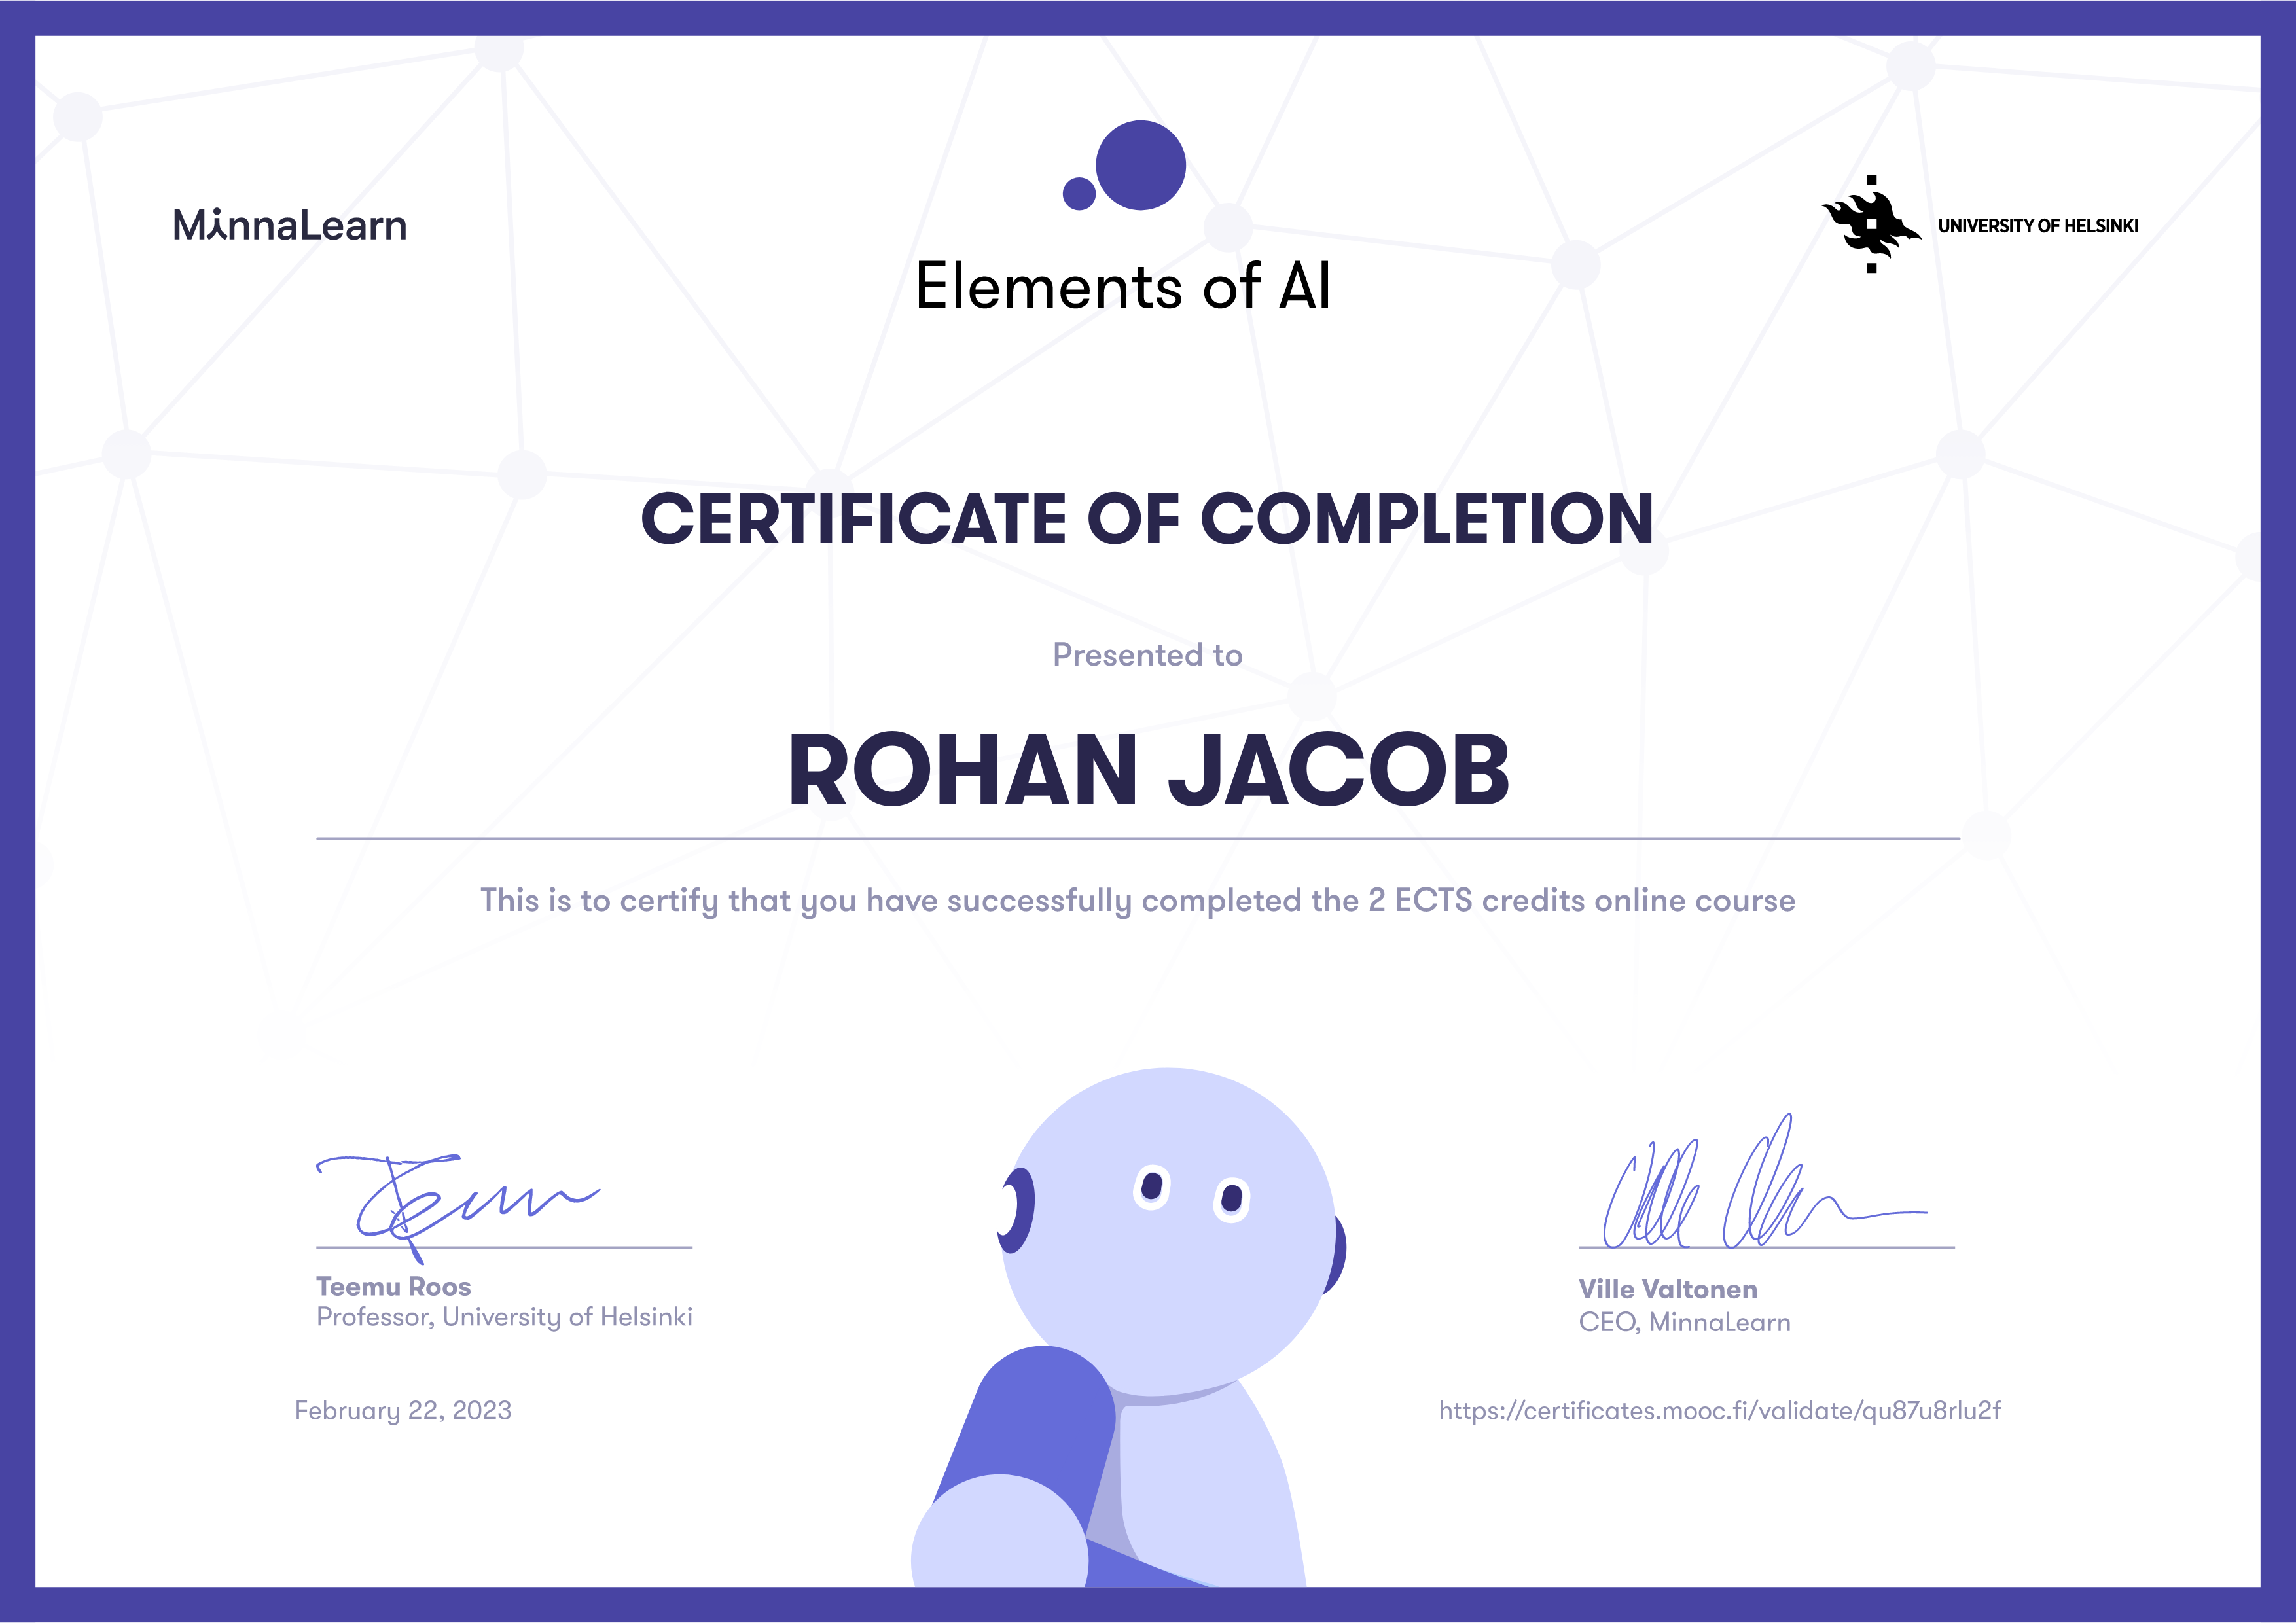 MinnaLearn
Elements of AI
UNIVERSITY OF HELSINKI
CERTIFICATE OF COMPLETION
Presented to
ROHAN JACOB
This is to certify that you have successfully completed the 2 ECTS credits online course
Teemu Roos
Professor, University of Helsinki
Ville Valtonen
CEO, MinnaLearn
February 22, 2023
https://certificates.mooc.fi/validate/qu87u8rlu2f